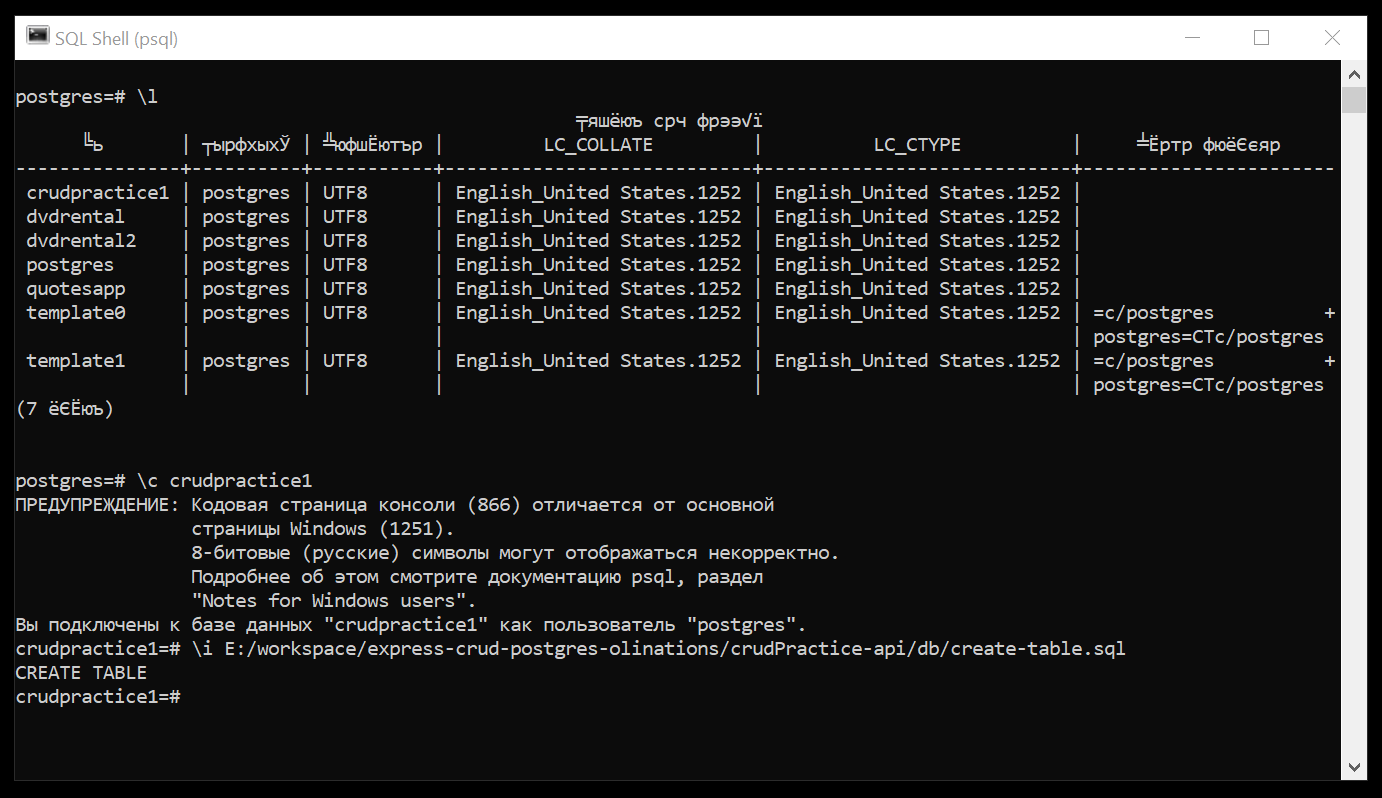 SQL Shell (psql)
postgres=# \l
╤яшёюъ срч фрээ√ї
╚ь | ┬ырфхыхЎ | ╩юфшЁютър | LC_COLLATE | LC_CTYPE | ╧Ёртр фюёЄєяр
---------------+----------+-----------+----------------------------+----------------------------+-----------------------
crudpractice1 | postgres | UTF8 | English_United States.1252 | English_United States.1252 |
dvdrental | postgres | UTF8 | English_United States.1252 | English_United States.1252 |
dvdrental2 | postgres | UTF8 | English_United States.1252 | English_United States.1252 |
postgres | postgres | UTF8 | English_United States.1252 | English_United States.1252 |
quotesapp | postgres | UTF8 | English_United States.1252 | English_United States.1252 |
template0 | postgres | UTF8 | English_United States.1252 | English_United States.1252 | =c/postgres +
| | | | | postgres=CTc/postgres
template1 | postgres | UTF8 | English_United States.1252 | English_United States.1252 | =c/postgres +
| | | | | postgres=CTc/postgres
(7 ёЄЁюъ)
postgres=# \c crudpractice1
ПРЕДУПРЕЖДЕНИЕ: Кодовая страница консоли (866) отличается от основной
страницы Windows (1251).
8-битовые (русские) символы могут отображаться некорректно.
Подробнее об этом смотрите документацию psql, раздел
"Notes for Windows users".
Вы подключены к базе данных "crudpractice1" как пользователь "postgres".
crudpractice1=# \i E:/workspace/express-crud-postgres-olinations/crudPractice-api/db/create-table.sql
CREATE TABLE
crudpractice1=#